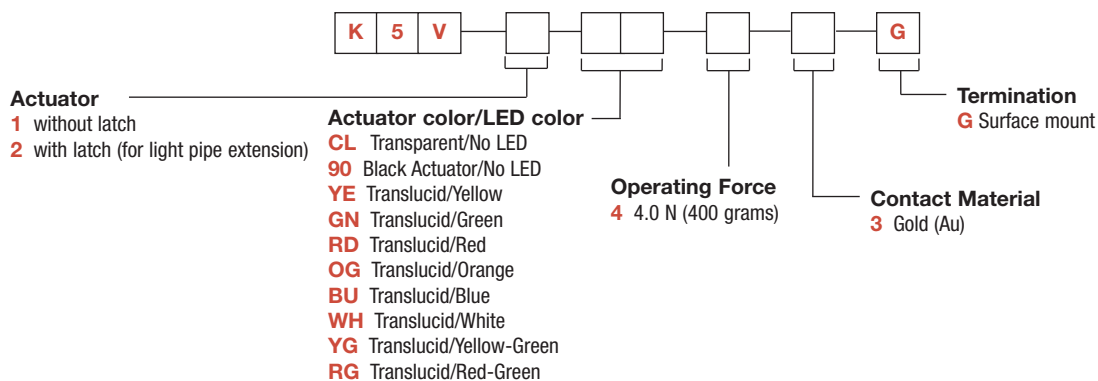 K 5 V G
Actuator
1 without latch
2 with latch (for light pipe extension)
Actuator color/LED color
CL Transparent/No LED
90 Black Actuator/No LED
YE Translucid/Yellow
GN Translucid/Green
RD Translucid/Red
OG Translucid/Orange
BU Translucid/Blue
WH Translucid/White
YG Translucid/Yellow-Green
RG Translucid/Red-Green
Operating Force
4 4.0 N (400 grams)
Contact Material
3 Gold (Au)
Termination
G Surface mount